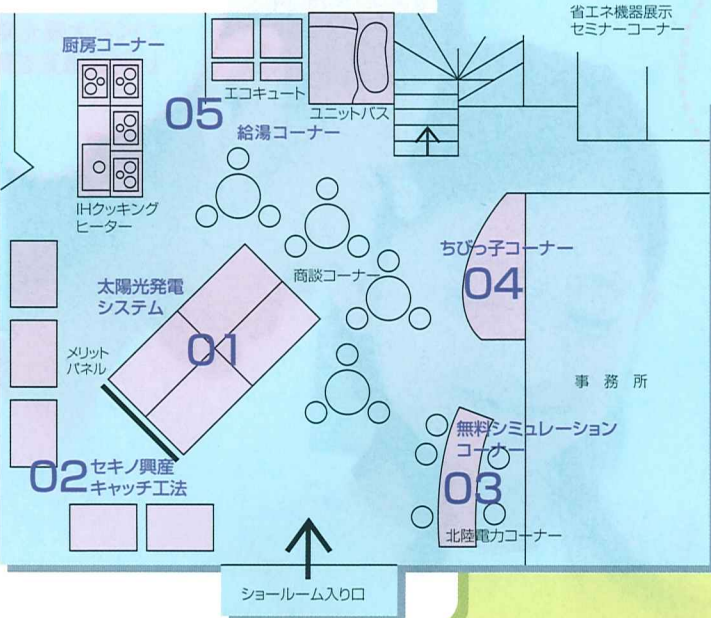 省エネ機器展示
セミナーコーナー
厨房コーナー
エコキュート
ユニットバス
05
給湯コーナー
IHクッキング
ヒーター
ちびっ子コーナー
04
商談コーナー
太陽光発電
システム
01
メリット
パネル
事務所
無料シミュレーション
コーナー
03
北陸電力コーナー
02
セキノ興産
キャッチ工法
ショールーム入り口